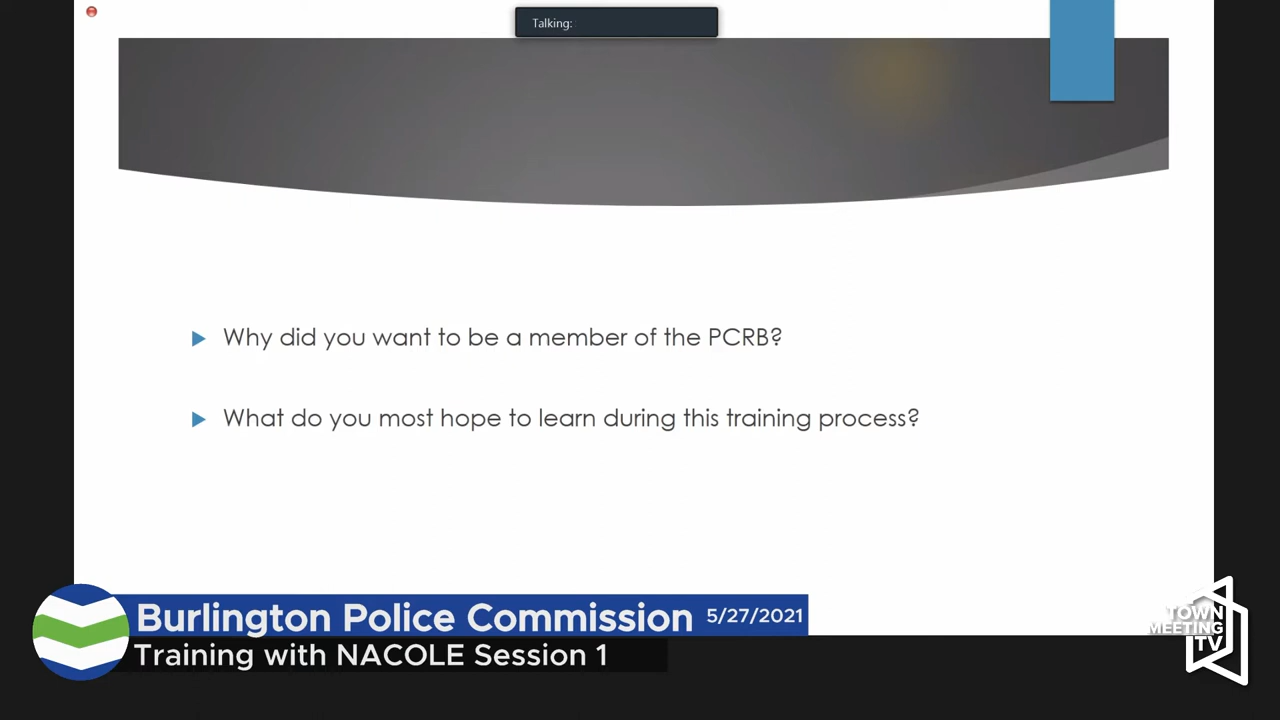 Talking:
Why did you want to be a member of the PCRB?
What do you most hope to learn during this training process?
Burlington Police Commission 5/27/2021
Training with NACOLE Session 1
TOWN
MEETING
TV